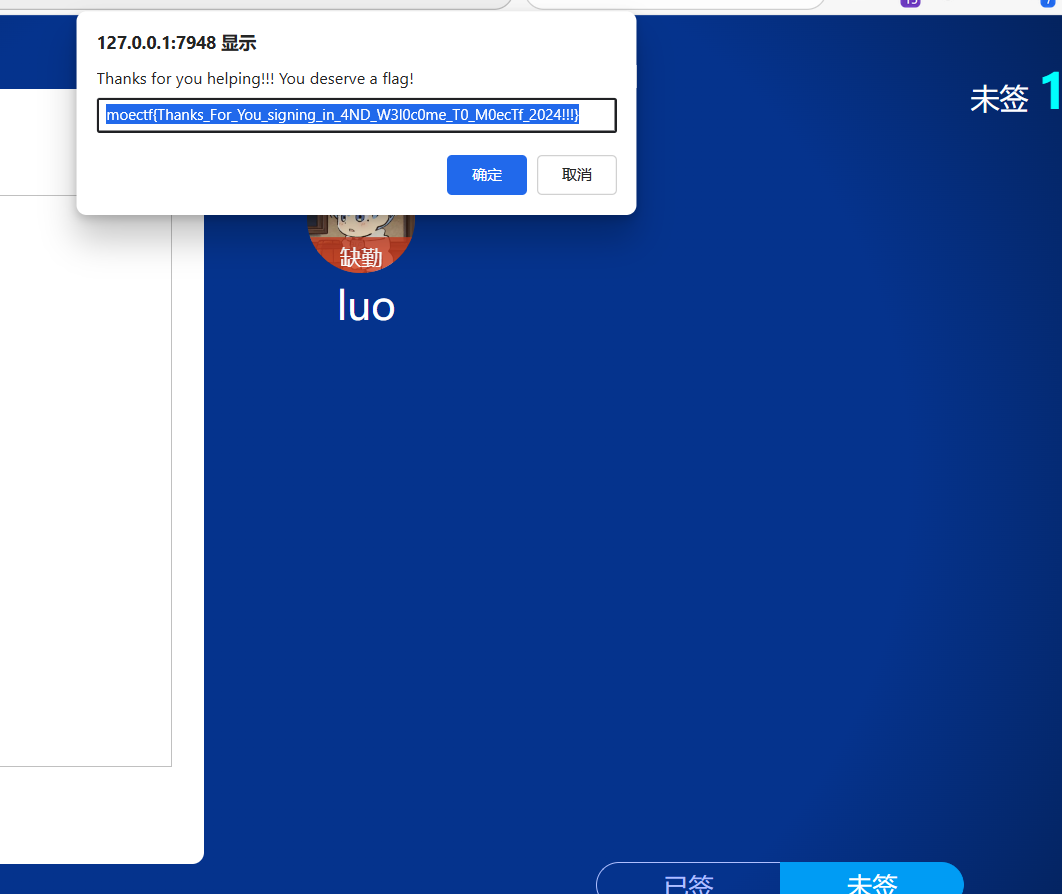 127.0.0.1:7948 显示
Thanks for you helping!!! You deserve a flag!
moectf{Thanks_For_You_signing_in_4ND_W3l0c0me_T0_M0ecTf_2024!!!}
确定 取消
未签 1
缺勤
luo
已签 未签